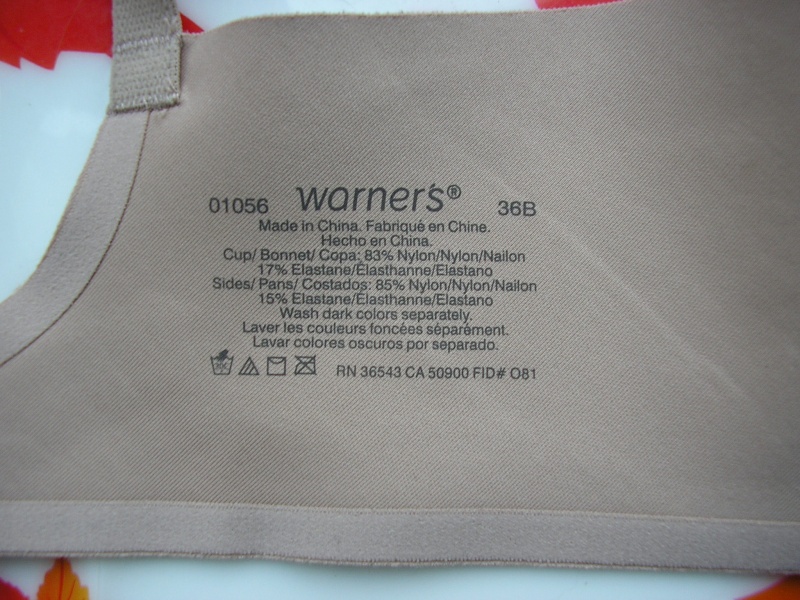 01056 warner's® 36B
Made in China. Fabriqué en Chine.
Hecho en China.
Cup/ Bonnet/ Copa: 83% Nylon/Nylon/Nailon
17% Elastane/Élasthanne/Elastano
Sides/ Pans/ Costados: 85% Nylon/Nylon/Nailon
15% Elastane/Élasthanne/Elastano
Wash dark colors separately.
Laver les couleurs foncées séparément.
Lavar colores oscuros por separado.
RN 36543 CA 50900 FID# O81